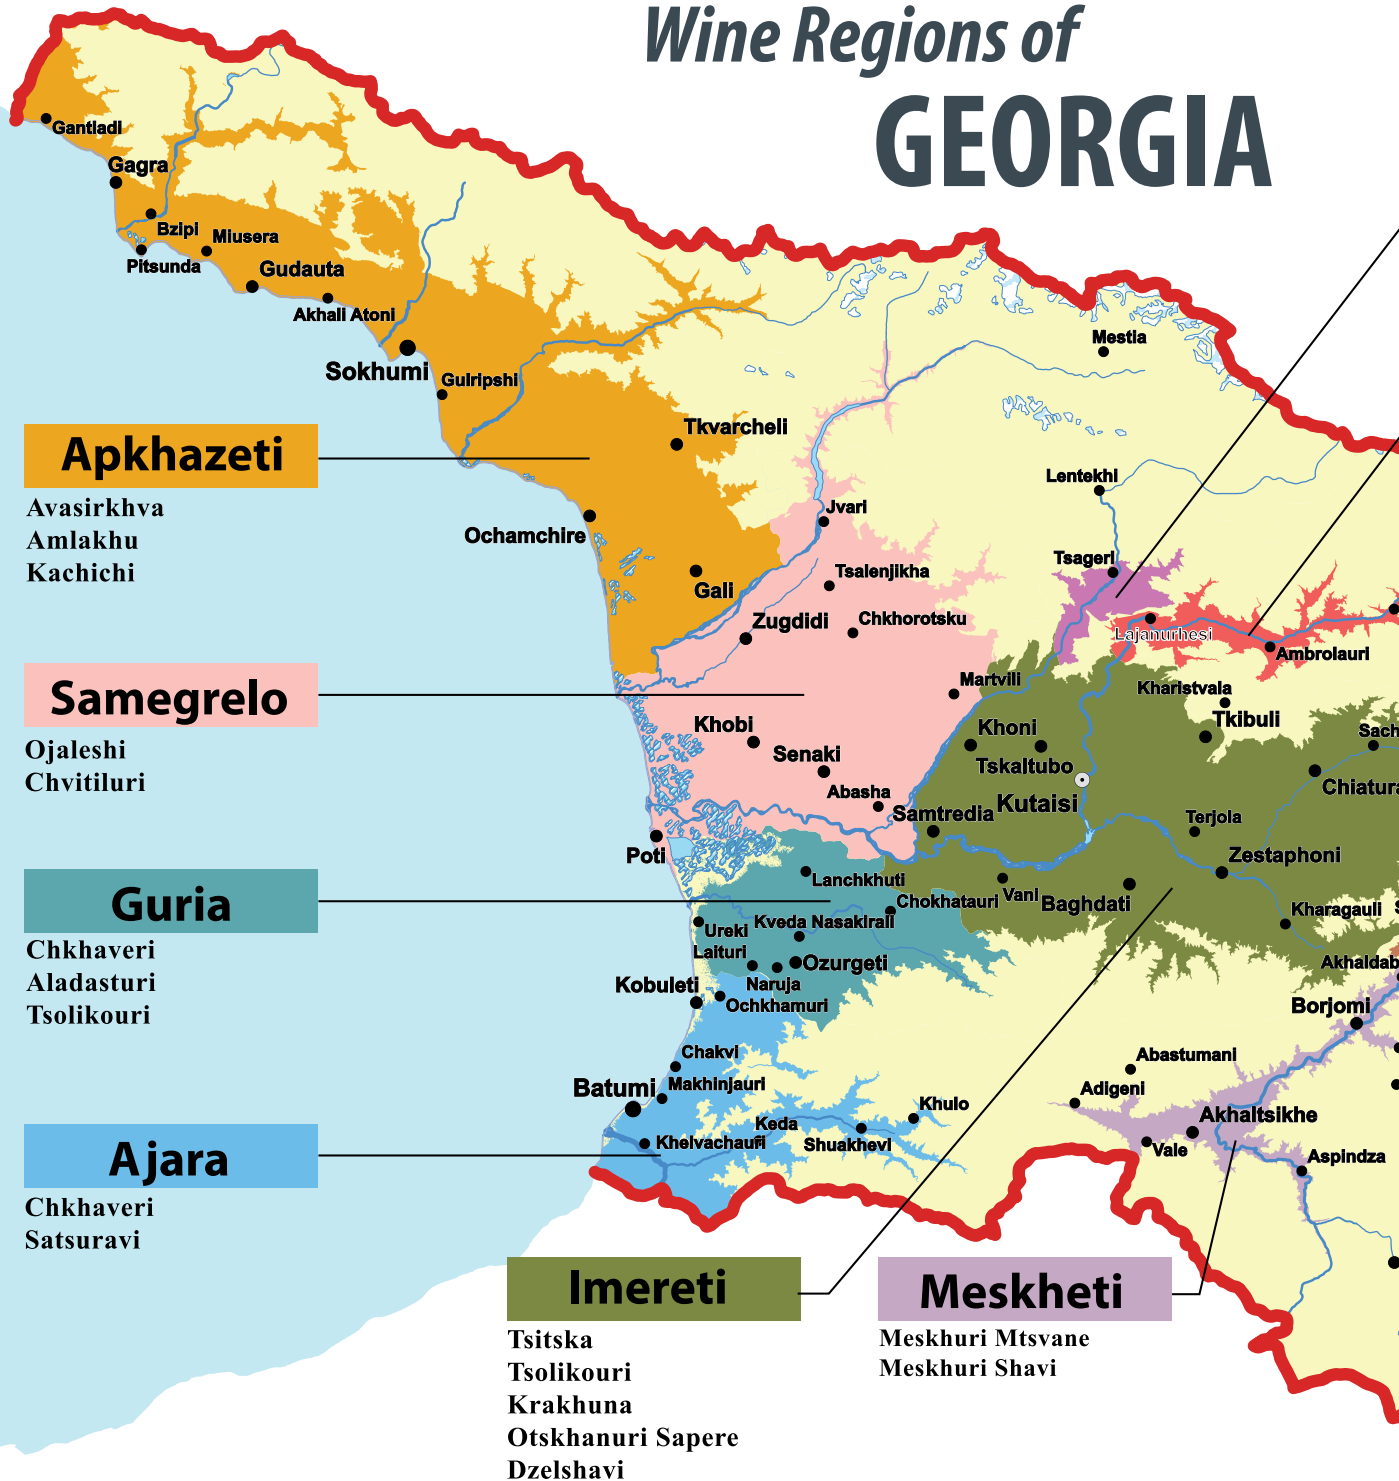 Wine Regions of
GEORGIA
Gantladi
Gagra
Bzipi
Miusera
Pitsunda
Gudauta
Akhali Atoni
Sokhumi
Gulripshi
Mestia
Tkvarcheli
Apkhazeti
Avasirkhva
Amlakhu
Kachichi
Lentekhi
Jvari
Ochamchire
Tsageri
Tsalenjikha
Gali
Zugdidi
Chkhorotsku
Lajanurhesi
Ambrolauri
Samegrelo
Ojaleshi
Chvitiluri
Martvili
Kharistvala
Tkibuli
Khobi
Khoni
Sach
Senaki
Tskaltubo
Chiatura
Abasha
Kutaisi
Samtredia
Terjola
Poti
Zestaphoni
Guria
Chkhaveri
Aladasturi
Tsolikouri
Lanchkhuti
Chokhatauri
Vani
Baghdati
Kharagauli
S
Ureki
Kveda Nasakirali
Laituri
Ozurgeti
Akhaldab
Kobuleti
Naruja
Ochkhamuri
Borjomi
Chakvi
Abastumani
Batumi
Makhinjauri
Adigeni
Khulo
Akhaltsikhe
Keda
Khelvachauri
Shuakhevi
Vale
Aspindza
Ajara
Chkhaveri
Satsuravi
Imereti
Tsitska
Tsolikouri
Krakhuna
Otskhanuri Sapere
Dzelshavi
Meskheti
Meskhuri Mtsvane
Meskhuri Shavi